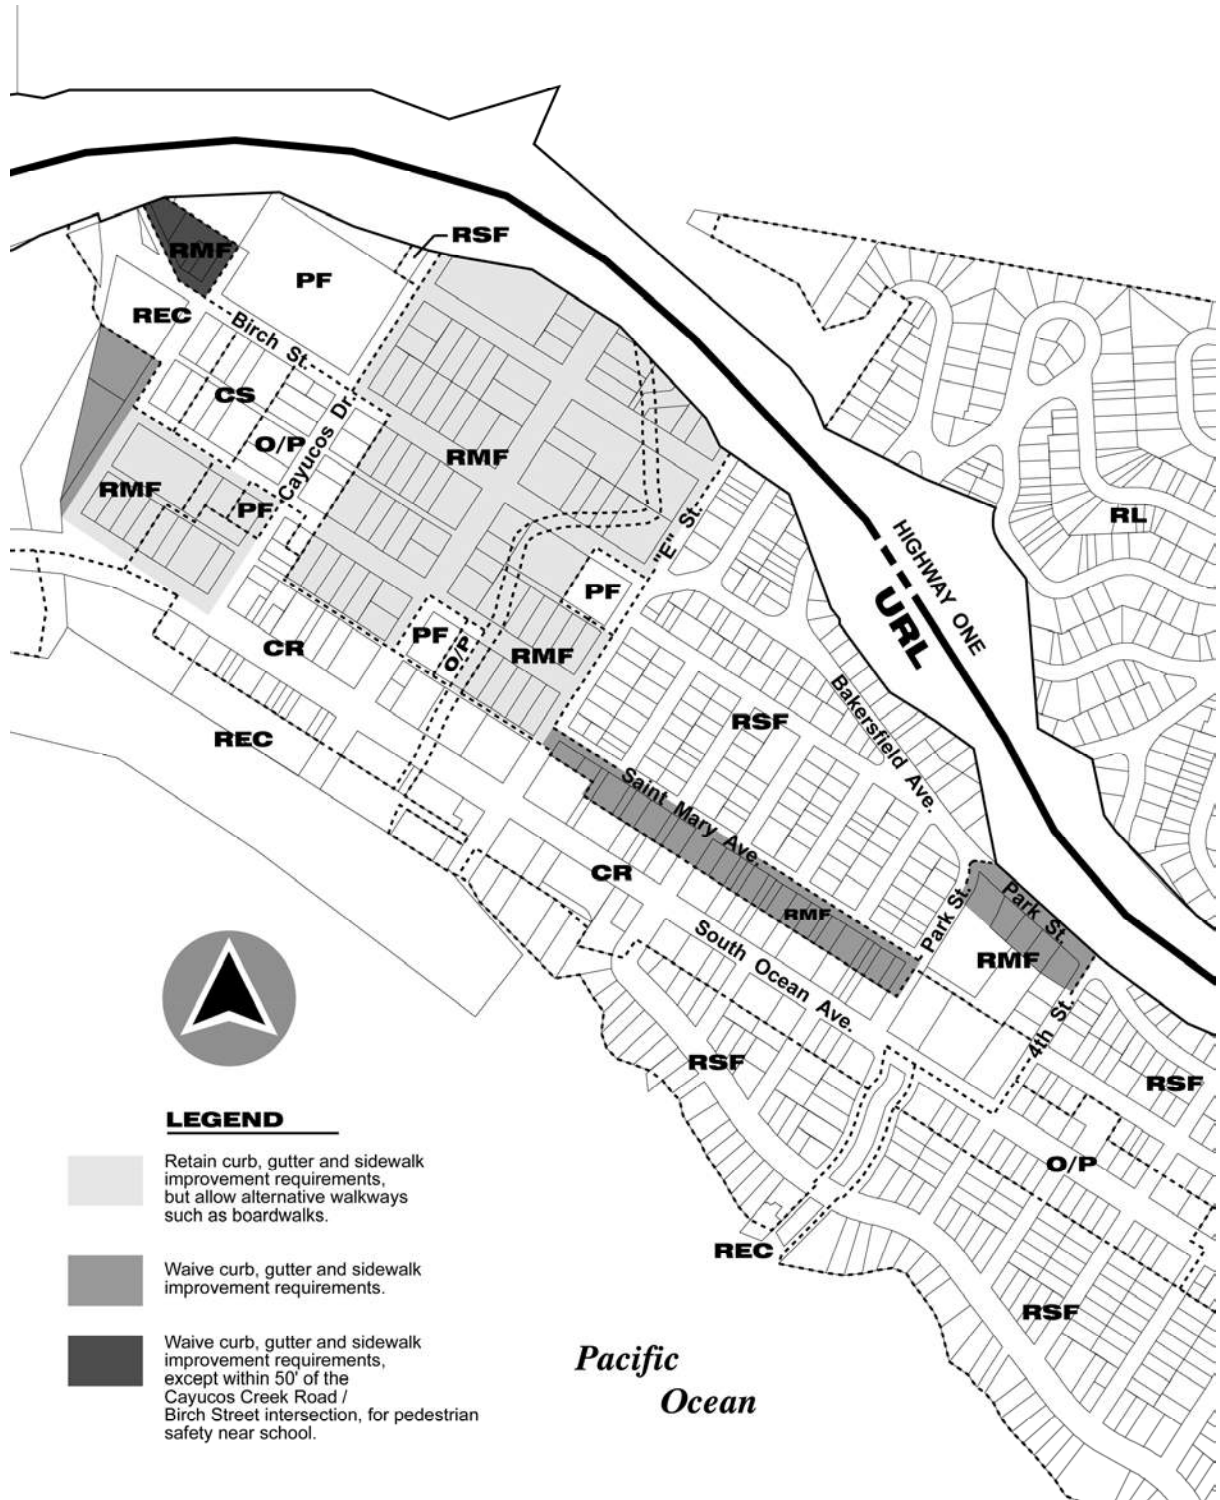 RMF
RSF
PF
REC
Birch St.
CS
O/P
Cayucos Dr.
RMF
RMF
PF
RL
"E" St.
HIGHWAY ONE
URL
PF
PF
O/P
RMF
CR
REC
RSF
Bakersfield Ave.
Saint Mary Ave.
CR
RMF
Park St.
Park St.
RMF
South Ocean Ave.
4th St.
RSF
RSF
O/P
REC
RSF
LEGEND
Retain curb, gutter and sidewalk
improvement requirements,
but allow alternative walkways
such as boardwalks.
Waive curb, gutter and sidewalk
improvement requirements.
Waive curb, gutter and sidewalk
improvement requirements,
except within 50' of the
Cayucos Creek Road /
Birch Street intersection, for pedestrian
safety near school.
Pacific
Ocean